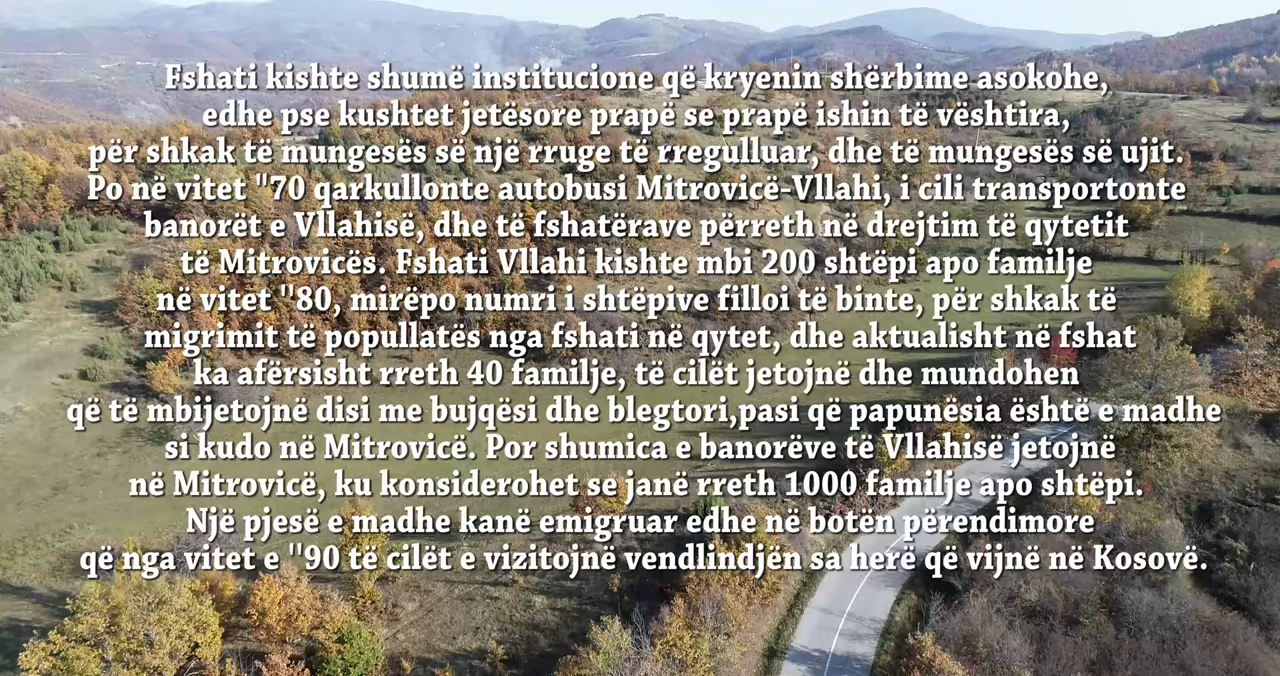 Fshati kishte shumë institucione që kryenin shërbime asokohe,
edhe pse kushtet jetësore prapë se prapë ishin të vështira,
për shkak të mungesës së një rruge të rregulluar, dhe të mungesës së ujit.
Po në vitet "70 qarkullonte autobusi Mitrovicë-Vllahi, i cili transportonte
banorët e Vllahisë, dhe të fshatërave përreth në drejtim të qytetit
të Mitrovicës. Fshati Vllahi kishte mbi 200 shtëpi apo familje
në vitet "80, mirëpo numri i shtëpive filloi të binte, për shkak të
migrimit të popullatës nga fshati në qytet, dhe aktualisht në fshat
ka afërsisht rreth 40 familje, të cilët jetojnë dhe mundohen
që të mbijetojnë disi me bujqësi dhe blegtori,pasi që papunësia është e madhe
si kudo në Mitrovicë. Por shumica e banorëve të Vllahisë jetojnë
në Mitrovicë, ku konsiderohet se janë rreth 1000 familje apo shtëpi.
Një pjesë e madhe kanë emigruar edhe në botën përendimore
që nga vitet e "90 të cilët e vizitojnë vendlindjën sa herë që vijnë në Kosovë.